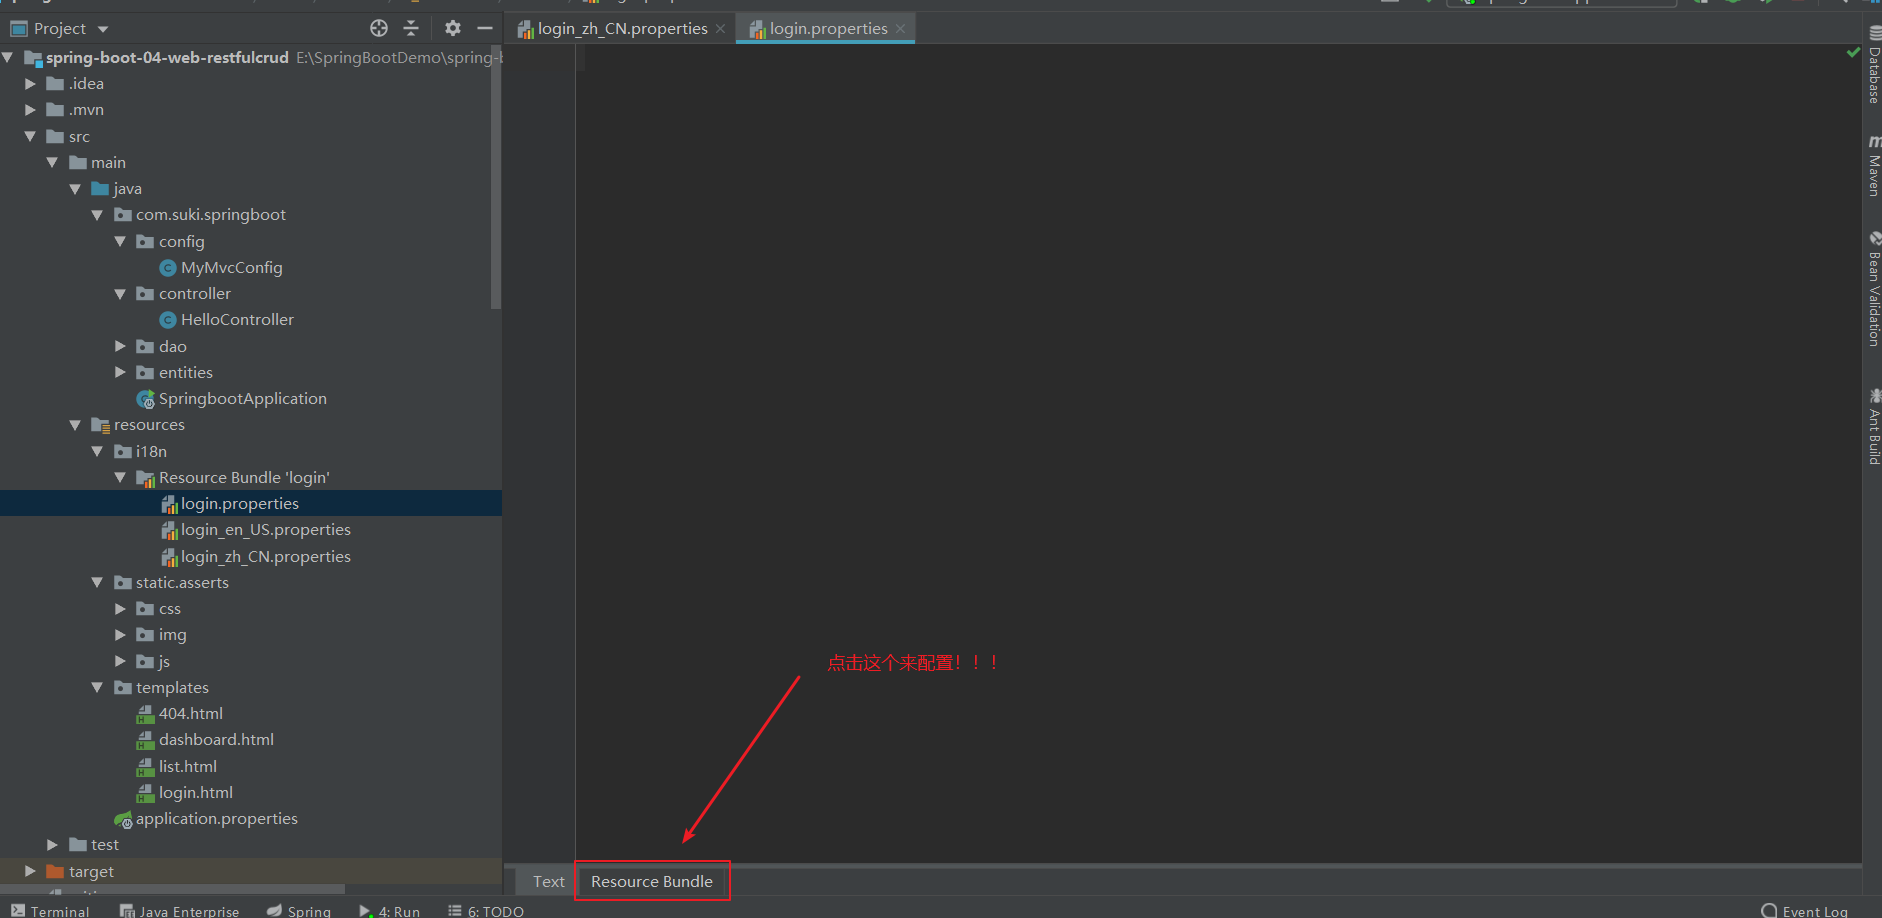 Project
login_zh_CN.properties
login.properties
spring-boot-04-web-restfulcrud E:\SpringBootDemo\spring-b
.idea
.mvn
src
main
java
com.suki.springboot
config
MyMvcConfig
controller
HelloController
dao
entities
SpringbootApplication
resources
i18n
Resource Bundle 'login'
login.properties
login_en_US.properties
login_zh_CN.properties
static.asserts
css
img
js
templates
404.html
dashboard.html
list.html
login.html
application.properties
test
target
点击这个来配置！！！
Text
Resource Bundle
Database
Maven
Bean Validation
Ant Build
Terminal
Java Enterprise
Spring
4: Run
6: TODO
Event Log